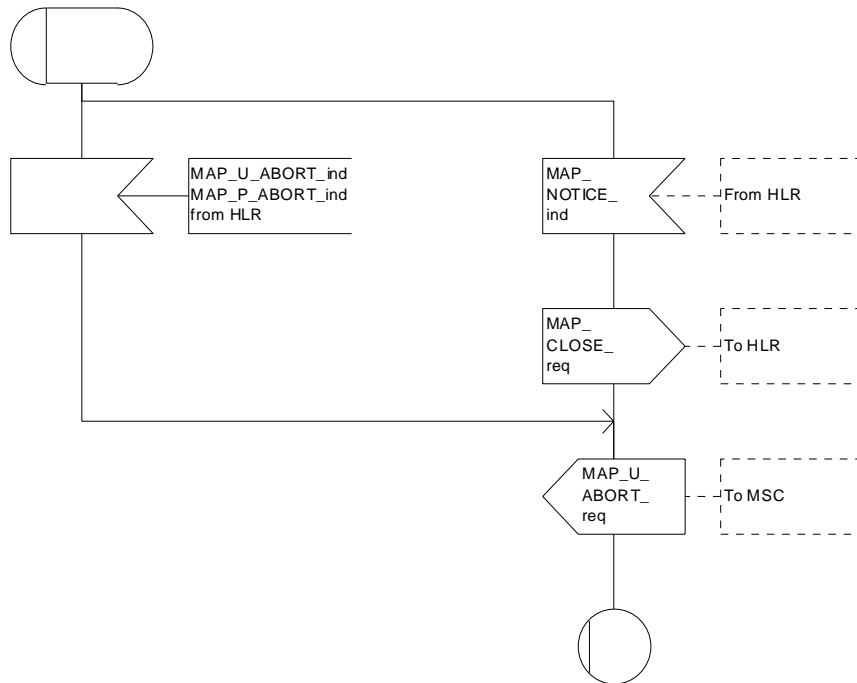 MAP_U_ABORT_ind
MAP_P_ABORT_ind
from HLR
MAP_
NOTICE_
ind
From HLR
MAP_
CLOSE_
req
To HLR
MAP_U_
ABORT_
req
To MSC